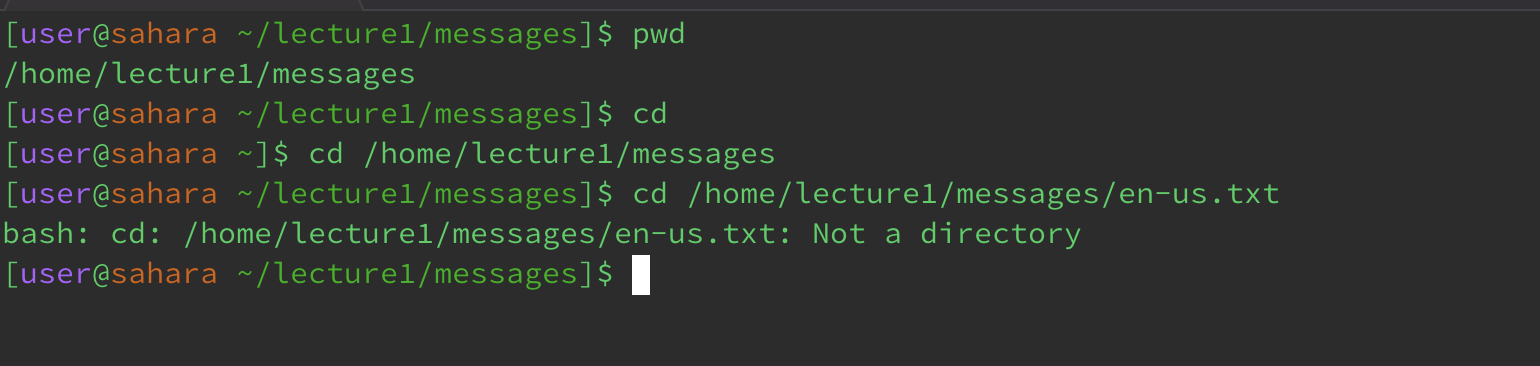 [user@sahara ~/lecture1/messages]$ pwd
/home/lecture1/messages
[user@sahara ~/lecture1/messages]$ cd
[user@sahara ~]$ cd /home/lecture1/messages
[user@sahara ~/lecture1/messages]$ cd /home/lecture1/messages/en-us.txt
bash: cd: /home/lecture1/messages/en-us.txt: Not a directory
[user@sahara ~/lecture1/messages]$